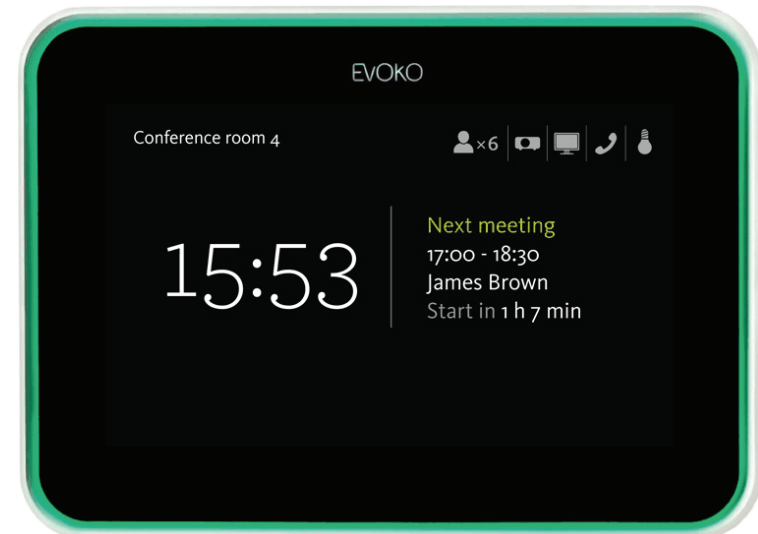 EVOKO
Conference room 4
×6
15:53
Next meeting
17:00 - 18:30
James Brown
Start in 1 h 7 min